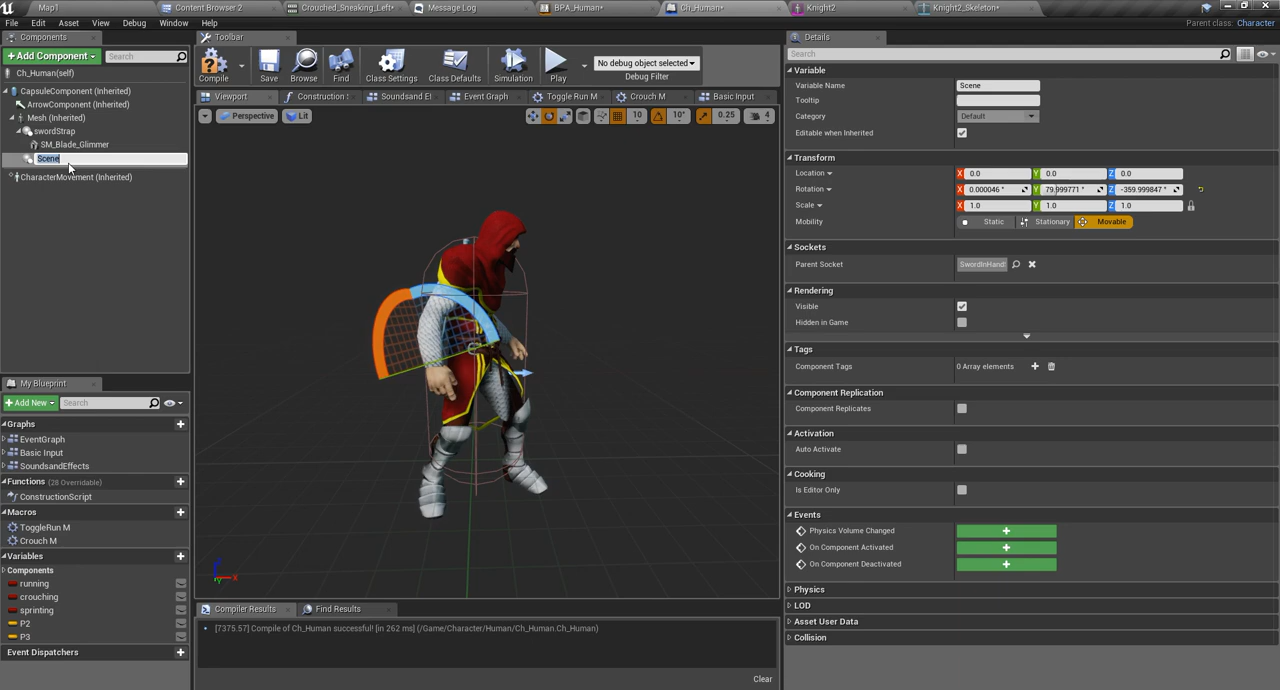 Map1
Content Browser 2
Crouched_Sneaking_Left*
Message Log
BPA_Human*
Ch_Human*
Knight2
Knight2_Skeleton*
File Edit Asset View Debug Window Help
Parent class: Character
Components
+ Add Component
Search
Ch_Human(self)
CapsuleComponent (Inherited)
ArrowComponent (Inherited)
Mesh (Inherited)
swordStrap
SM_Blade_Glimmer
Scene
CharacterMovement (Inherited)
My Blueprint
+ Add New
Search
Graphs
EventGraph
Basic Input
SoundsandEffects
Functions (28 Overridable)
ConstructionScript
Macros
ToggleRun M
Crouch M
Variables
Components
running
crouching
sprinting
P2
P3
Event Dispatchers
Toolbar
Compile
Save
Browse
Find
Class Settings
Class Defaults
Simulation
Play
No debug object selected
Debug Filter
Viewport
Construction
Soundsand E
Event Graph
Toggle Run M
Crouch M
Basic Input
Perspective
Lit
10
10°
0.25
4
Compiler Results
Find Results
[7375.57] Compile of Ch_Human successful! [in 262 ms] (/Game/Character/Human/Ch_Human.Ch_Human)
Clear
Details
Search
Variable
Variable Name Scene
Tooltip
Category Default
Editable when Inherited
Transform
Location X 0.0 Y 0.0 Z 0.0
Rotation X 0.000046 ° Y 79.999771 ° Z -359.999847 °
Scale X 1.0 Y 1.0 Z 1.0
Mobility Static Stationary Movable
Sockets
Parent Socket SwordInHand
Rendering
Visible
Hidden in Game
Tags
Component Tags 0 Array elements
Component Replication
Component Replicates
Activation
Auto Activate
Cooking
Is Editor Only
Events
Physics Volume Changed
On Component Activated
On Component Deactivated
Physics
LOD
Asset User Data
Collision